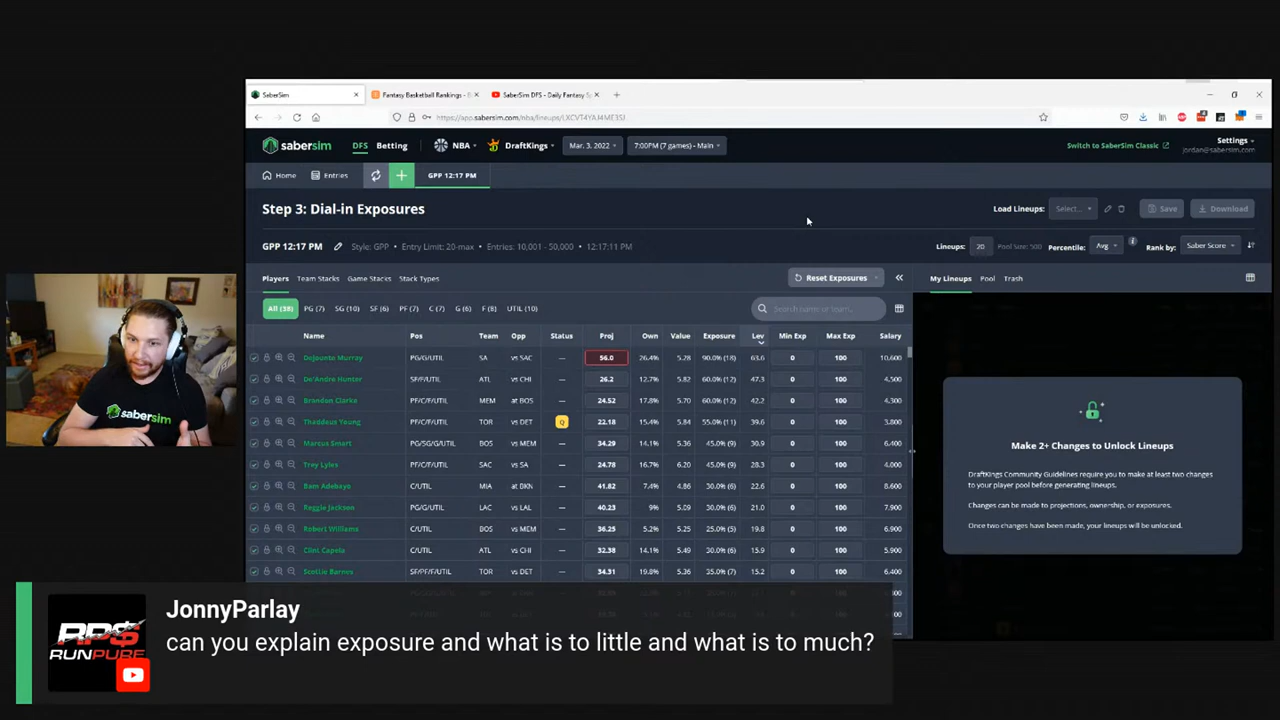 SaberSim
Fantasy Basketball Rankings - 
SaberSim DFS - Daily Fantasy
sabersim
DFS
Betting
NBA
DraftKings
Mar. 3, 2022
7:00PM (7 games) - Main
Switch to SaberSim Classic
Settings
jordan@sabersim.com
Home
Entries
GPP 12:17 PM
Step 3: Dial-in Exposures
Load Lineups:
Select...
Save
Download
GPP 12:17 PM
Style: GPP • Entry Limit: 20-max • Entries: 10,001 - 50,000 • 12:17:11 PM
Lineups:
20
Pool Size: 500
Percentile:
Avg
Rank by:
Saber Score
Players
Team Stacks
Game Stacks
Stack Types
Reset Exposures
My Lineups
Pool
Trash
All (38)
PG (7)
SG (10)
SF (6)
PF (7)
C (7)
G (6)
F (8)
UTIL (10)
Search name or team..
Name Pos Team Opp Status Proj Own Value Exposure Lev Min Exp Max Exp Salary
Dejounte Murray PG/G/UTIL SA vs SAC — 56.0 26.4% 5.28 90.0% (18) 63.6 0 100 10,600
De'Andre Hunter SF/F/UTIL ATL vs CHI — 26.2 12.7% 5.82 60.0% (12) 47.3 0 100 4,500
Brandon Clarke PF/C/F/UTIL MEM at BOS — 24.52 17.8% 5.70 60.0% (12) 42.2 0 100 4,300
Thaddeus Young PF/C/F/UTIL TOR vs DET Q 22.18 15.4% 5.84 55.0% (11) 39.6 0 100 3,800
Marcus Smart PG/SG/G/UTIL BOS vs MEM — 34.29 14.1% 5.36 45.0% (9) 30.9 0 100 6,400
Trey Lyles PF/C/F/UTIL SAC vs SA — 24.78 16.7% 6.20 45.0% (9) 28.3 0 100 4,000
Bam Adebayo C/UTIL MIA at BKN — 41.82 7.4% 4.86 30.0% (6) 22.6 0 100 8,600
Reggie Jackson PG/G/UTIL LAC vs LAL — 40.23 9% 5.09 30.0% (6) 21.0 0 100 7,900
Robert Williams C/UTIL BOS vs MEM — 36.25 5.2% 5.25 25.0% (5) 19.8 0 100 6,900
Clint Capela C/UTIL ATL vs CHI — 32.38 14.1% 5.49 30.0% (6) 15.9 0 100 5,900
Scottie Barnes SF/PF/F/UTIL TOR vs DET — 34.31 19.8% 5.36 35.0% (7) 15.2 0 100 6,400
Make 2+ Changes to Unlock Lineups
DraftKings Community Guidelines require you to make at least two changes
to your player pool before generating lineups.
Changes can be made to projections, ownership, or exposures.
Once two changes have been made, your lineups will be unlocked.
sabersim
RP$
RUNPURE
JonnyParlay
can you explain exposure and what is to little and what is to much?